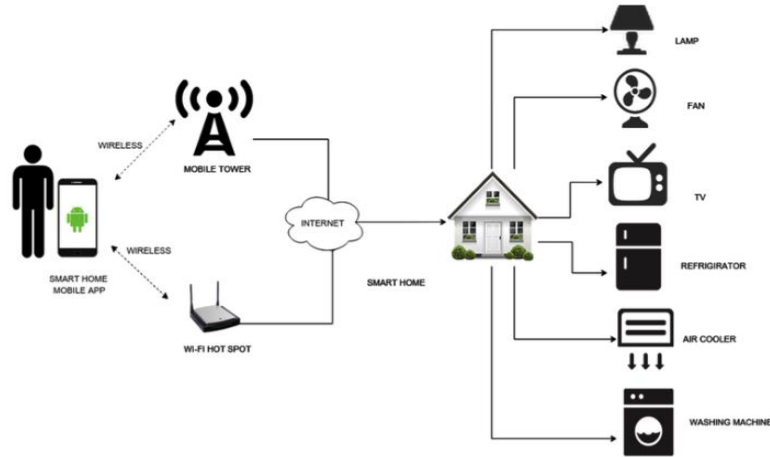 LAMP
FAN
WIRELESS
MOBILE TOWER
TV
INTERNET
WIRELESS
SMART HOME
MOBILE APP
SMART HOME
REFRIGIRATOR
WI-FI HOT SPOT
AIR COOLER
WASHING MACHINE